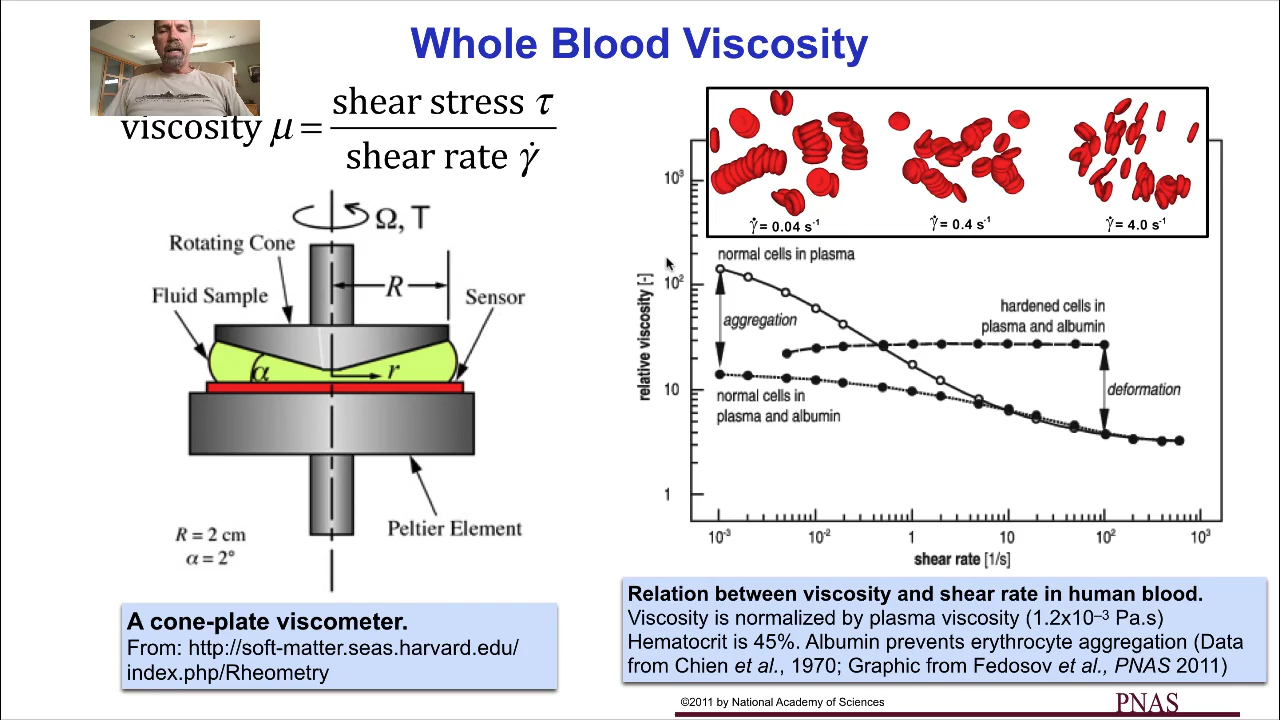 Whole Blood Viscosity
viscosity μ = shear stress τ
shear rate γ̇
Ω, T
Rotating Cone
R
Fluid Sample
Sensor
α
r
Peltier Element
R = 2 cm
α = 2°
A cone-plate viscometer.
From: http://soft-matter.seas.harvard.edu/
index.php/Rheometry
γ̇ = 0.04 s⁻¹
γ̇ = 0.4 s⁻¹
γ̇ = 4.0 s⁻¹
10³
10²
10
1
relative viscosity [-]
normal cells in plasma
aggregation
hardened cells in
plasma and albumin
normal cells in
plasma and albumin
deformation
10⁻³
10⁻²
1
10
10²
10³
shear rate [1/s]
Relation between viscosity and shear rate in human blood.
Viscosity is normalized by plasma viscosity (1.2x10⁻³ Pa.s)
Hematocrit is 45%. Albumin prevents erythrocyte aggregation (Data
from Chien et al., 1970; Graphic from Fedosov et al., PNAS 2011)
©2011 by National Academy of Sciences
PNAS